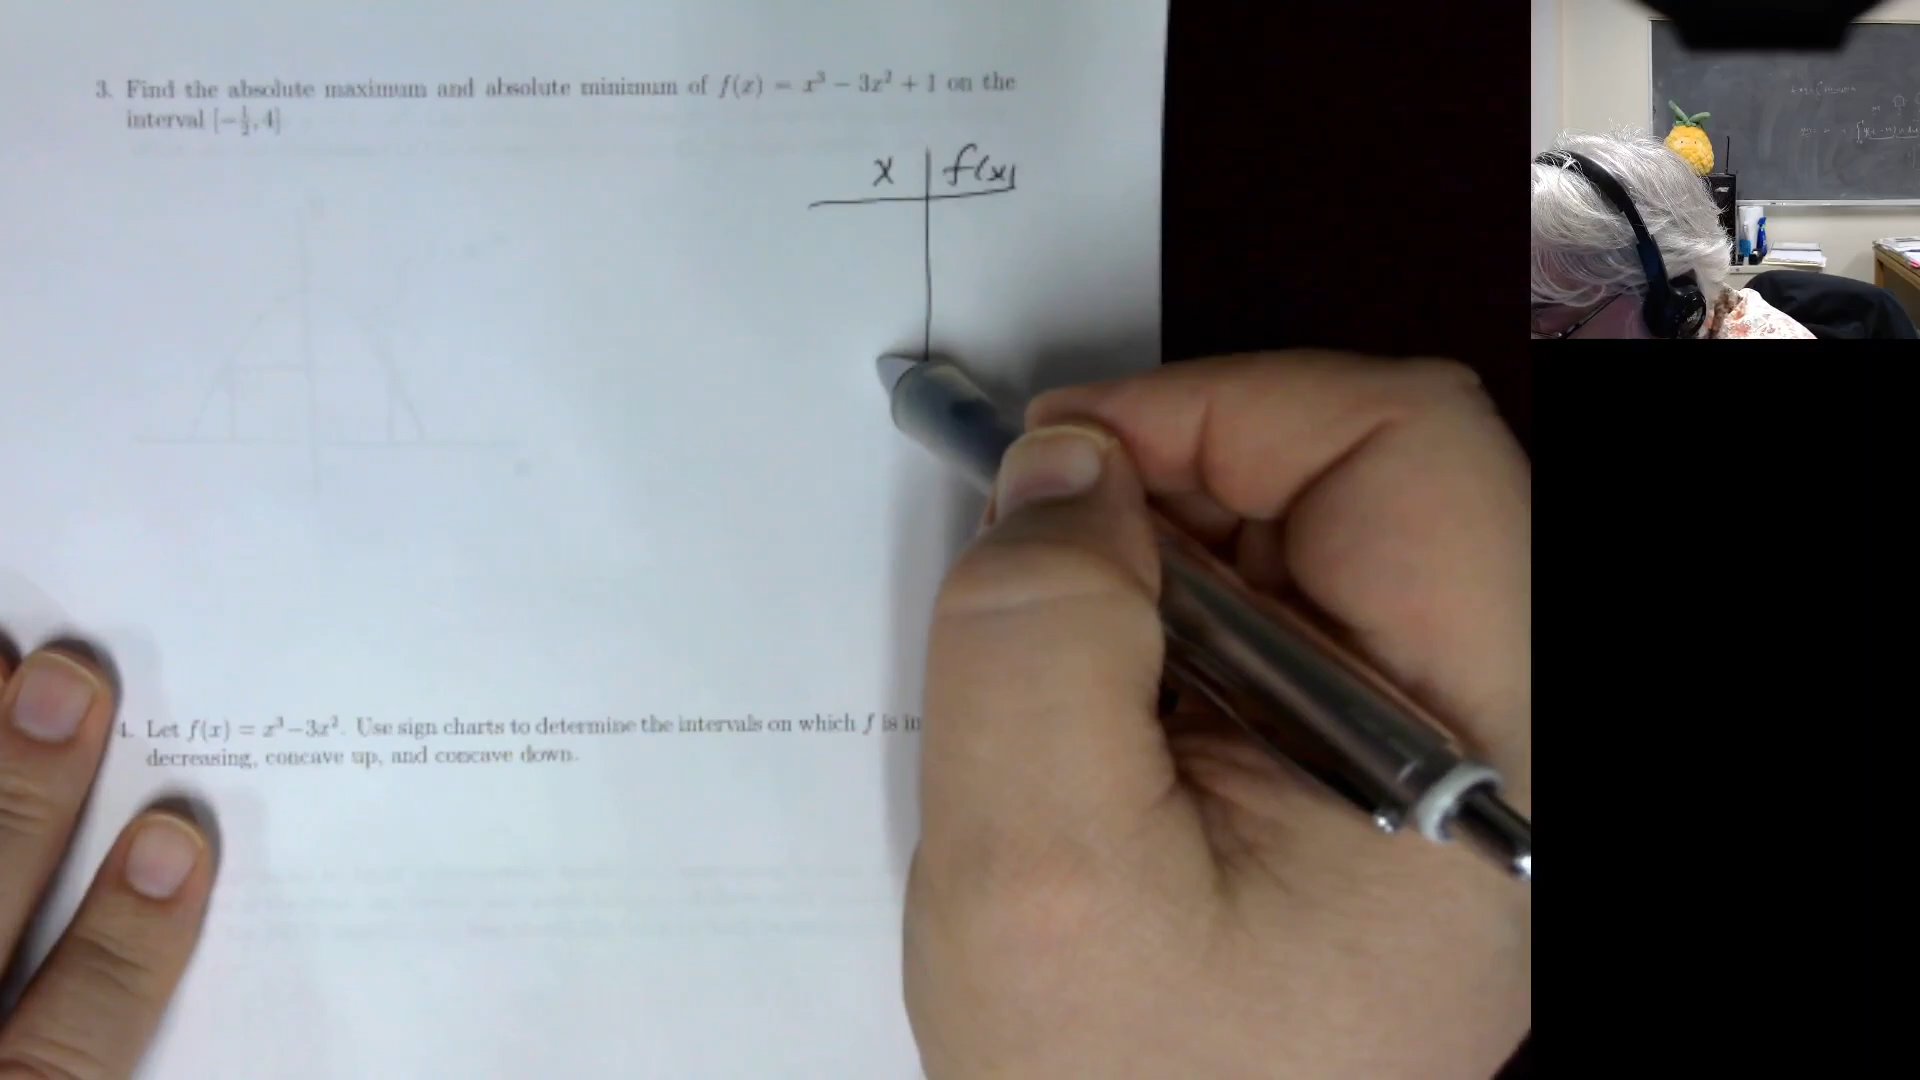 3. Find the absolute maximum and absolute minimum of f(x) = x³ − 3x² + 1 on the
interval [−1/2, 4]
x | f(x)
4. Let f(x) = x³ − 3x². Use sign charts to determine the intervals on which f is in
decreasing, concave up, and concave down.